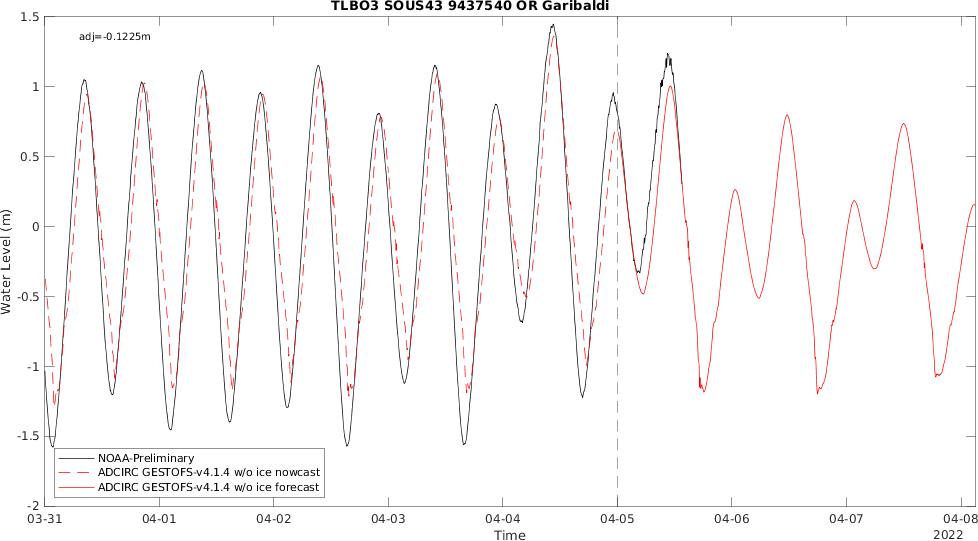 TLBO3 SOUS43 9437540 OR Garibaldi
adj=-0.1225m
1.5
1
0.5
0
-0.5
-1
-1.5
-2
Water Level (m)
NOAA-Preliminary
ADCIRC GESTOFS-v4.1.4 w/o ice nowcast
ADCIRC GESTOFS-v4.1.4 w/o ice forecast
03-31 04-01 04-02 04-03 04-04 04-05 04-06 04-07 04-08
Time
2022